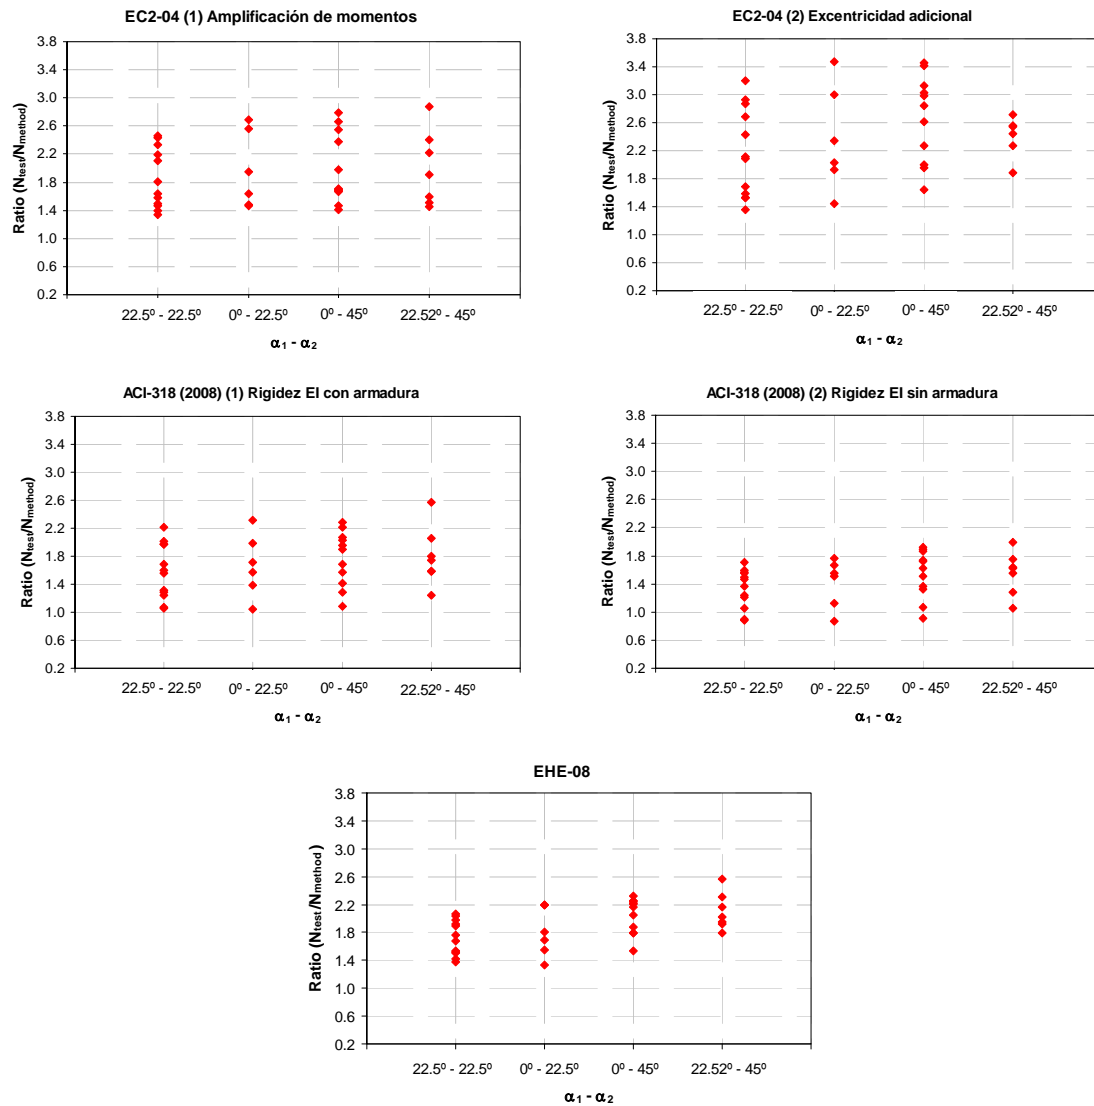 EC2-04 (1) Amplificación de momentos
Ratio (Ntest/Nmethod)
3.8
3.4
3.0
2.6
2.2
1.8
1.4
1.0
0.6
0.2
22.5º - 22.5º 0º - 22.5º 0º - 45º 22.52º - 45º
α1 - α2
EC2-04 (2) Excentricidad adicional
Ratio (Ntest/Nmethod)
3.8
3.4
3.0
2.6
2.2
1.8
1.4
1.0
0.6
0.2
22.5º - 22.5º 0º - 22.5º 0º - 45º 22.52º - 45º
α1 - α2
ACI-318 (2008) (1) Rigidez EI con armadura
Ratio (Ntest/Nmethod)
3.8
3.4
3.0
2.6
2.2
1.8
1.4
1.0
0.6
0.2
22.5º - 22.5º 0º - 22.5º 0º - 45º 22.52º - 45º
α1 - α2
ACI-318 (2008) (2) Rigidez EI sin armadura
Ratio (Ntest/Nmethod)
3.8
3.4
3.0
2.6
2.2
1.8
1.4
1.0
0.6
0.2
22.5º - 22.5º 0º - 22.5º 0º - 45º 22.52º - 45º
α1 - α2
EHE-08
Ratio (Ntest/Nmethod)
3.8
3.4
3.0
2.6
2.2
1.8
1.4
1.0
0.6
0.2
22.5º - 22.5º 0º - 22.5º 0º - 45º 22.52º - 45º
α1 - α2